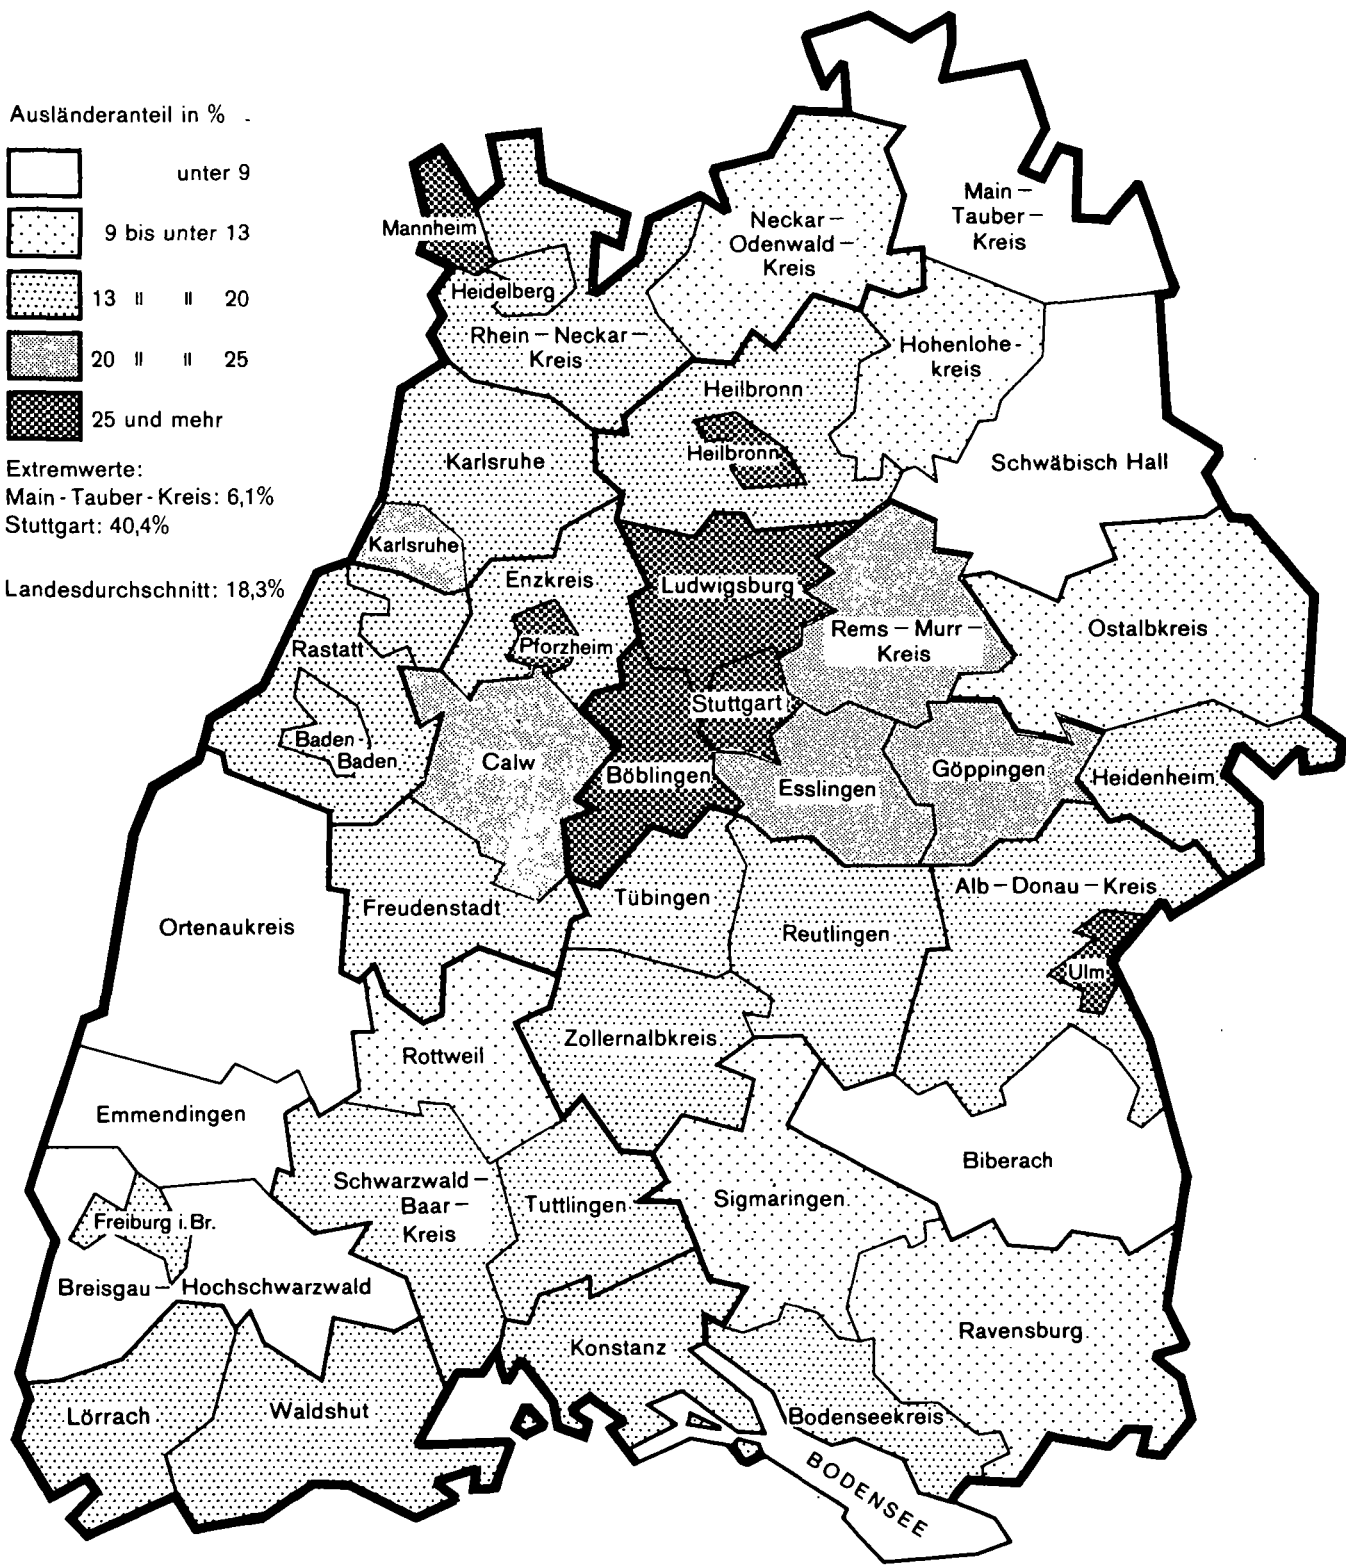 Ausländeranteil in %
unter 9
9 bis unter 13
13 " " 20
20 " " 25
25 und mehr
Extremwerte:
Main-Tauber-Kreis: 6,1%
Stuttgart: 40,4%
Landesdurchschnitt: 18,3%
Main-
Tauber-
Kreis
Neckar-
Odenwald-
Kreis
Mannheim
Heidelberg
Rhein-Neckar-
Kreis
Hohenlohe-
kreis
Heilbronn
Heilbronn
Karlsruhe
Schwäbisch Hall
Karlsruhe
Enzkreis
Ludwigsburg
Rems-Murr-
Kreis
Ostalbkreis
Pforzheim
Rastatt
Stuttgart
Baden-
Baden
Calw
Böblingen
Esslingen
Göppingen
Heidenheim
Freudenstadt
Tübingen
Alb-Donau-Kreis
Ortenaukreis
Reutlingen
Ulm
Rottweil
Zollernalbkreis
Emmendingen
Biberach
Schwarzwald-
Baar-
Kreis
Tuttlingen
Sigmaringen
Freiburg i.Br.
Breisgau-Hochschwarzwald
Konstanz
Ravensburg
Lörrach
Waldshut
Bodenseekreis
BODENSEE